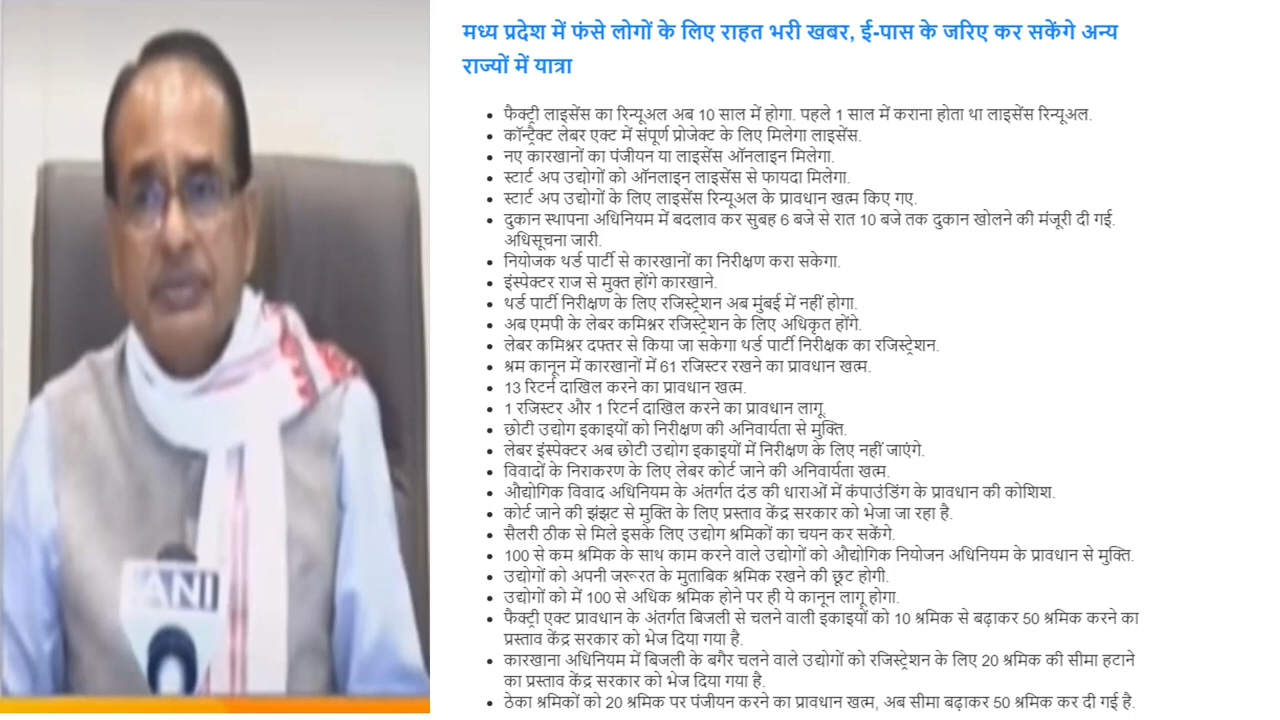 मध्य प्रदेश में फंसे लोगों के लिए राहत भरी खबर, ई-पास के जरिए कर सकेंगे अन्य
राज्यों में यात्रा
• फैक्ट्री लाइसेंस का रिन्यूअल अब 10 साल में होगा. पहले 1 साल में कराना होता था लाइसेंस रिन्यूअल.
• कॉन्ट्रैक्ट लेबर एक्ट में संपूर्ण प्रोजेक्ट के लिए मिलेगा लाइसेंस.
• नए कारखानों का पंजीयन या लाइसेंस ऑनलाइन मिलेगा.
• स्टार्ट अप उद्योगों को ऑनलाइन लाइसेंस से फायदा मिलेगा.
• स्टार्ट अप उद्योगों के लिए लाइसेंस रिन्यूअल के प्रावधान खत्म किए गए.
• दुकान स्थापना अधिनियम में बदलाव कर सुबह 6 बजे से रात 10 बजे तक दुकान खोलने की मंजूरी दी गई.
अधिसूचना जारी.
• नियोजक थर्ड पार्टी से कारखानों का निरीक्षण करा सकेगा.
• इंस्पेक्टर राज से मुक्त होंगे कारखाने.
• थर्ड पार्टी निरीक्षण के लिए रजिस्ट्रेशन अब मुंबई में नहीं होगा.
• अब एमपी के लेबर कमिश्नर रजिस्ट्रेशन के लिए अधिकृत होंगे.
• लेबर कमिश्नर दफ्तर से किया जा सकेगा थर्ड पार्टी निरीक्षक का रजिस्ट्रेशन.
• श्रम कानून में कारखानों में 61 रजिस्टर रखने का प्रावधान खत्म.
• 13 रिटर्न दाखिल करने का प्रावधान खत्म.
• 1 रजिस्टर और 1 रिटर्न दाखिल करने का प्रावधान लागू.
• छोटी उद्योग इकाइयों को निरीक्षण की अनिवार्यता से मुक्ति.
• लेबर इंस्पेक्टर अब छोटी उद्योग इकाइयों में निरीक्षण के लिए नहीं जाएंगे.
• विवादों के निराकरण के लिए लेबर कोर्ट जाने की अनिवार्यता खत्म.
• औद्योगिक विवाद अधिनियम के अंतर्गत दंड की धाराओं में कंपाउंडिंग के प्रावधान की कोशिश.
• कोर्ट जाने की झंझट से मुक्ति के लिए प्रस्ताव केंद्र सरकार को भेजा जा रहा है.
• सैलरी ठीक से मिले इसके लिए उद्योग श्रमिकों का चयन कर सकेंगे.
• 100 से कम श्रमिक के साथ काम करने वाले उद्योगों को औद्योगिक नियोजन अधिनियम के प्रावधान से मुक्ति.
• उद्योगों को अपनी जरूरत के मुताबिक श्रमिक रखने की छूट होगी.
• उद्योगों को में 100 से अधिक श्रमिक होने पर ही ये कानून लागू होगा.
• फैक्ट्री एक्ट प्रावधान के अंतर्गत बिजली से चलने वाली इकाइयों को 10 श्रमिक से बढ़ाकर 50 श्रमिक करने का
प्रस्ताव केंद्र सरकार को भेज दिया गया है.
• कारखाना अधिनियम में बिजली के बगैर चलने वाले उद्योगों को रजिस्ट्रेशन के लिए 20 श्रमिक की सीमा हटाने
का प्रस्ताव केंद्र सरकार को भेज दिया गया है.
• ठेका श्रमिकों को 20 श्रमिक पर पंजीयन करने का प्रावधान खत्म, अब सीमा बढ़ाकर 50 श्रमिक कर दी गई है.
ANI